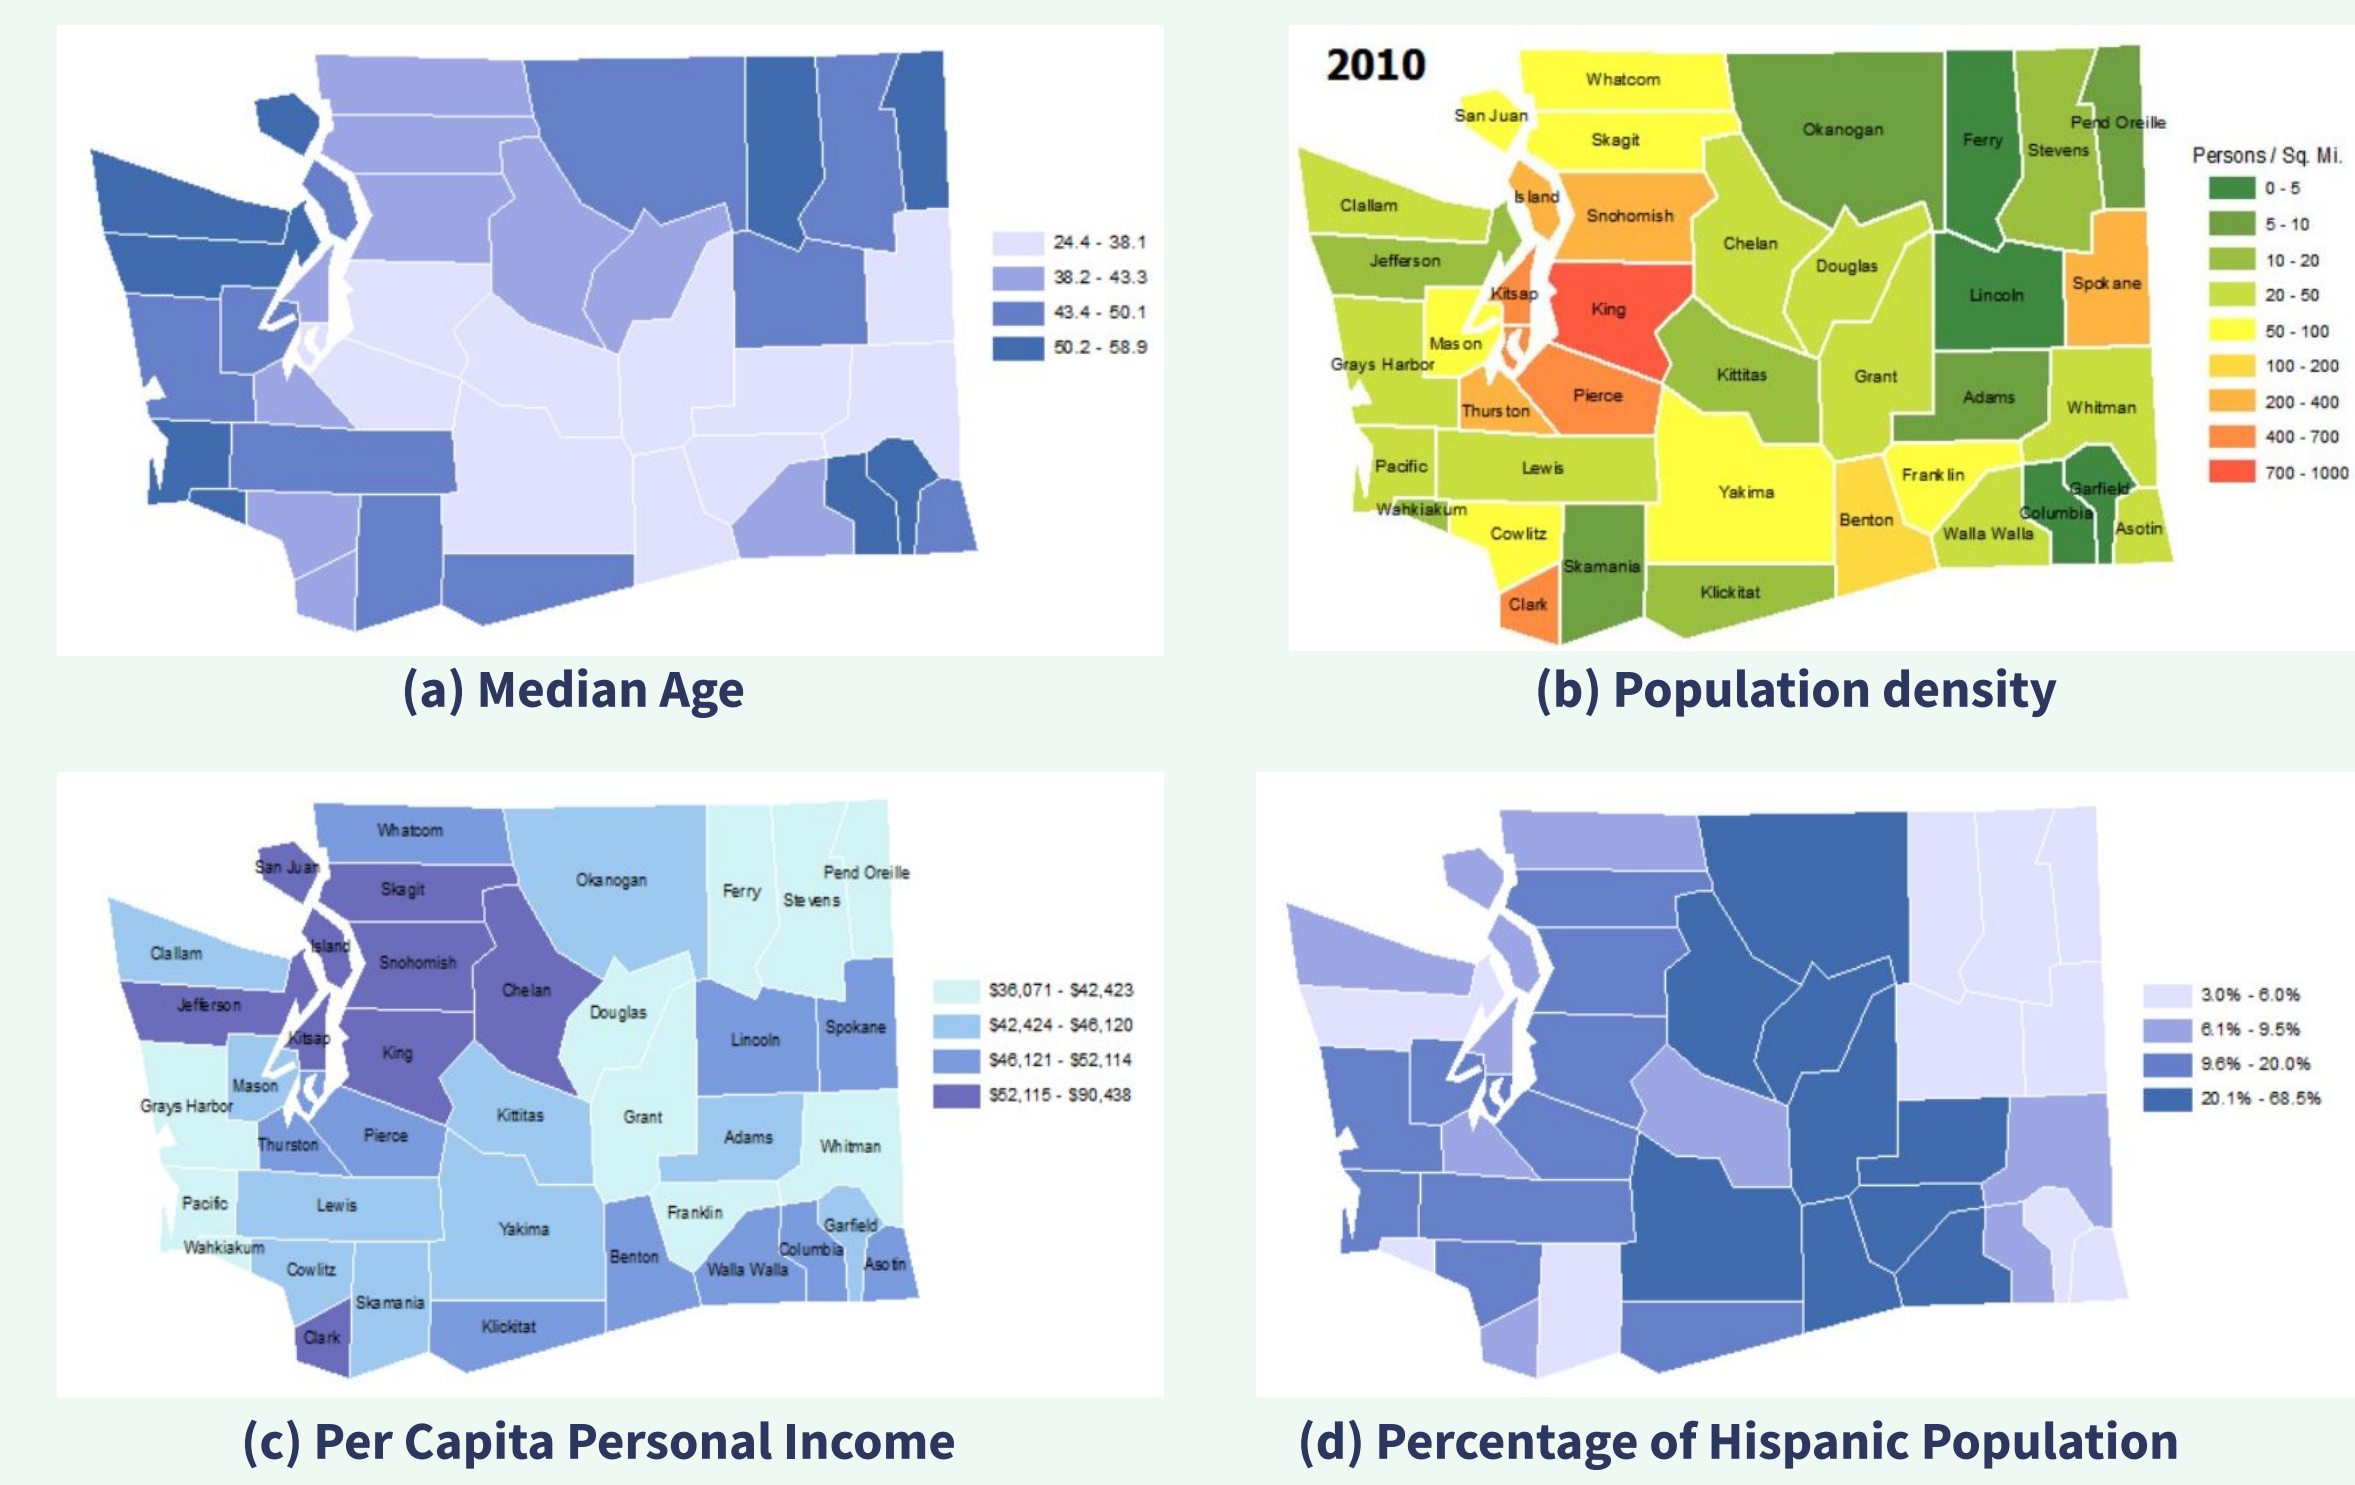 24.4 - 38.1
38.2 - 43.3
43.4 - 50.1
50.2 - 58.9
(a) Median Age
2010
Whatcom
San Juan
Skagit
Okanogan
Ferry
Stevens
Pend Oreille
Clallam
Island
Snohomish
Jefferson
Chelan
Douglas
Lincoln
Spokane
Kitsap
King
Mason
Grays Harbor
Kittitas
Grant
Adams
Whitman
Thurston
Pierce
Pacific
Lewis
Yakima
Franklin
Garfield
Wahkiakum
Cowlitz
Benton
Walla Walla
Columbia
Asotin
Skamania
Klickitat
Clark
Persons / Sq. Mi.
0 - 5
5 - 10
10 - 20
20 - 50
50 - 100
100 - 200
200 - 400
400 - 700
700 - 1000
(b) Population density
Whatcom
San Juan
Skagit
Okanogan
Ferry
Stevens
Pend Oreille
Clallam
Island
Snohomish
Chelan
Jefferson
Douglas
Kitsap
King
Lincoln
Spokane
Mason
Grays Harbor
Kittitas
Grant
Thurston
Pierce
Adams
Whitman
Pacific
Lewis
Yakima
Franklin
Garfield
Wahkiakum
Cowlitz
Benton
Walla Walla
Columbia
Asotin
Skamania
Klickitat
Clark
$36,071 - $42,423
$42,424 - $46,120
$46,121 - $52,114
$52,115 - $90,438
(c) Per Capita Personal Income
3.0% - 6.0%
6.1% - 9.5%
9.6% - 20.0%
20.1% - 68.5%
(d) Percentage of Hispanic Population